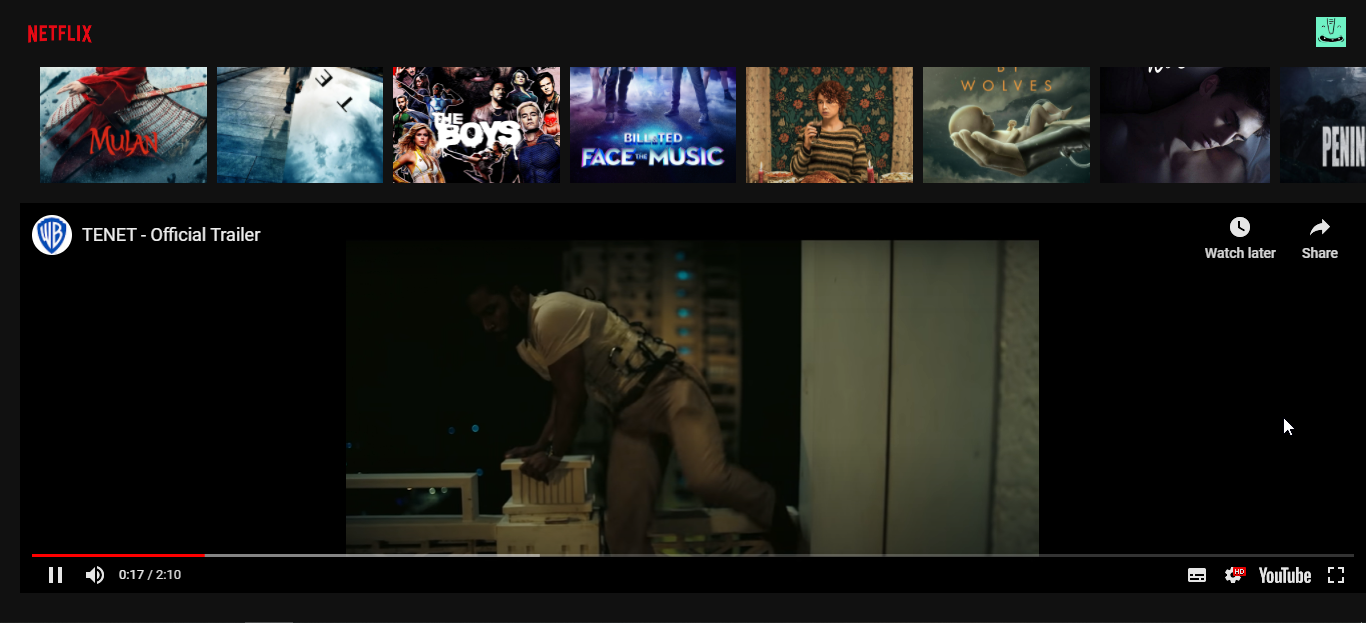 NETFLIX
MULAN
THE
BOYS
BILL & TED
FACE THE MUSIC
WOLVES
PENIN
TENET - Official Trailer
Watch later
Share
0:17 / 2:10
HD
YouTube